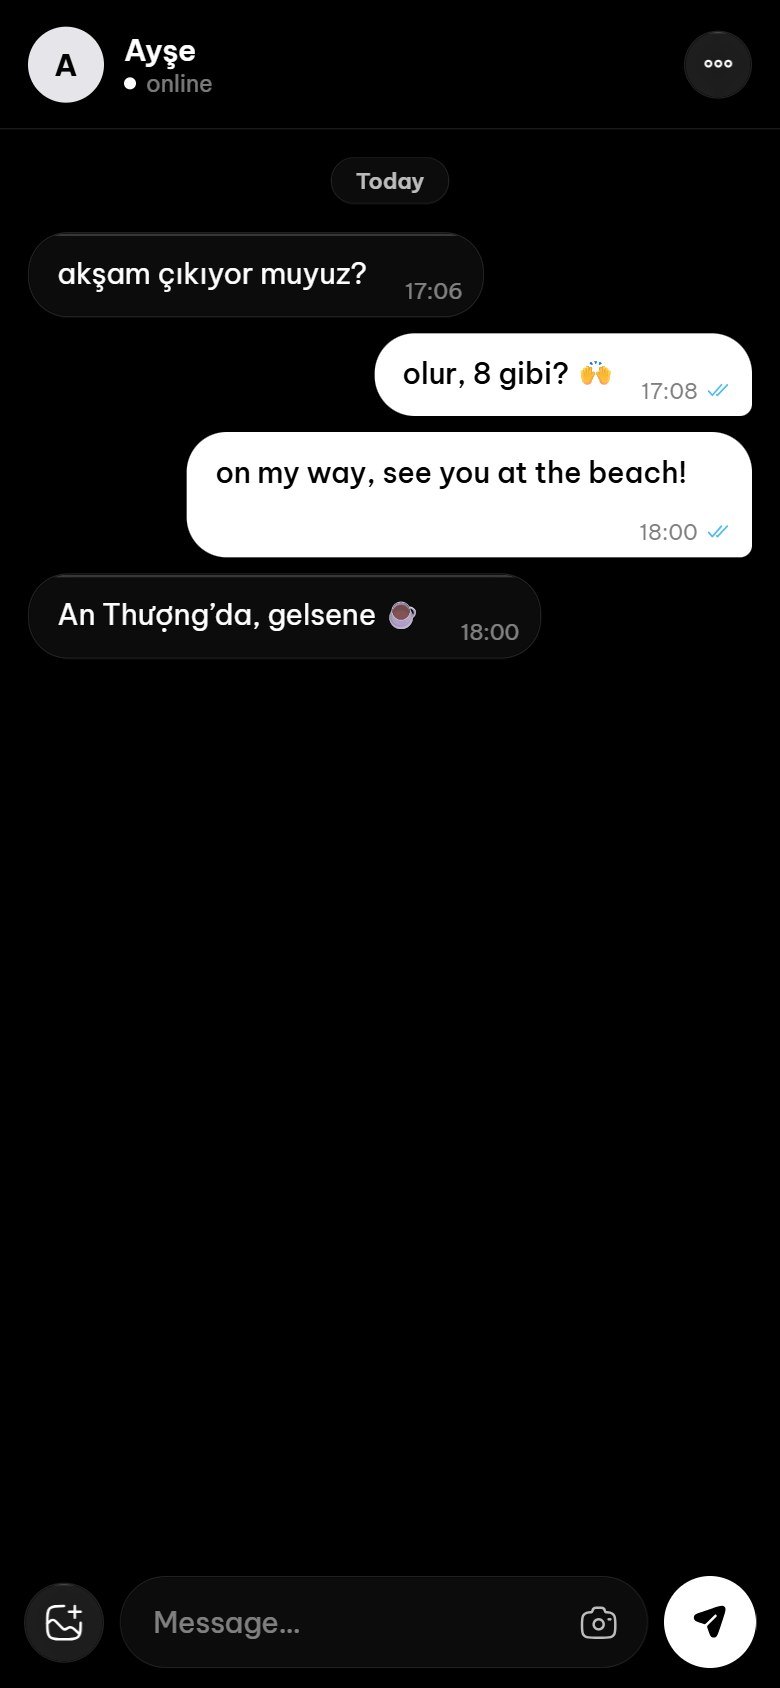 A
Ayşe
online
Today
akşam çıkıyor muyuz?
17:06
olur, 8 gibi? 🙌
17:08
on my way, see you at the beach!
18:00
An Thượng’da, gelsene ☕
18:00
Message...